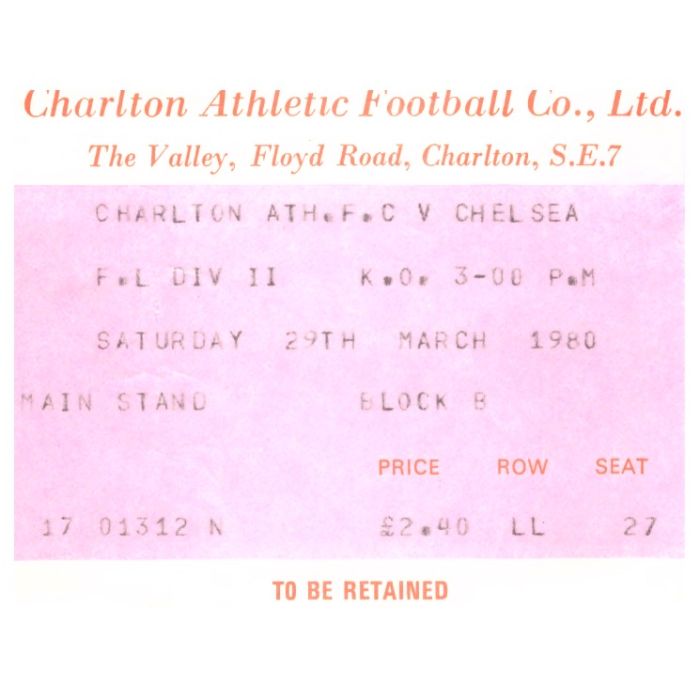 Charlton Athletic Football Co., Ltd.
The Valley, Floyd Road, Charlton, S.E.7
CHARLTON ATH.F.C V CHELSEA
F.L DIV II K.O. 3-00 P.M
SATURDAY 29TH MARCH 1980
MAIN STAND BLOCK B
PRICE ROW SEAT
17 01312 N £2.40 LL 27
TO BE RETAINED